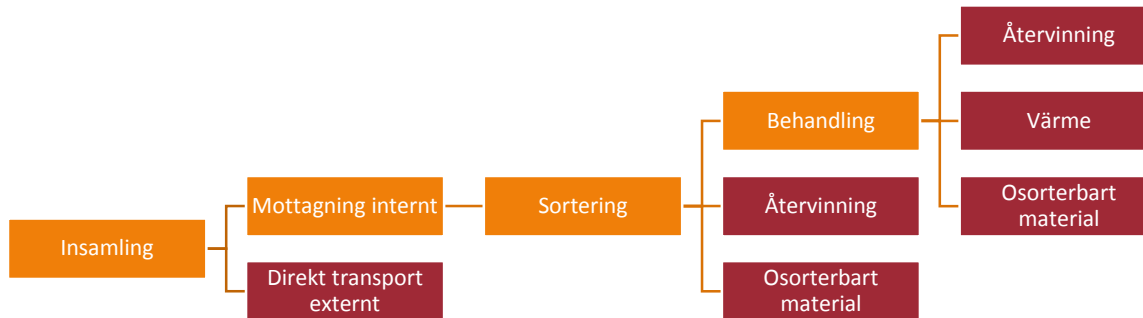 Insamling
Mottagning internt
Direkt transport
externt
Sortering
Behandling
Återvinning
Osorterbart
material
Återvinning
Värme
Osorterbart
material